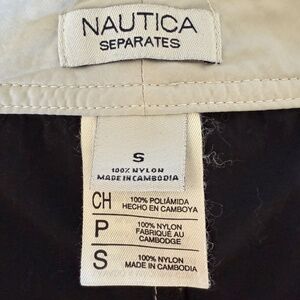 NAUTICA
SEPARATES
S
100% NYLON
MADE IN CAMBODIA
CH 100% POLIÁMIDA
HECHO EN CAMBOYA
P 100% NYLON
FABRIQUÉ AU
CAMBODGE
S 100% NYLON
MADE IN CAMBODIA